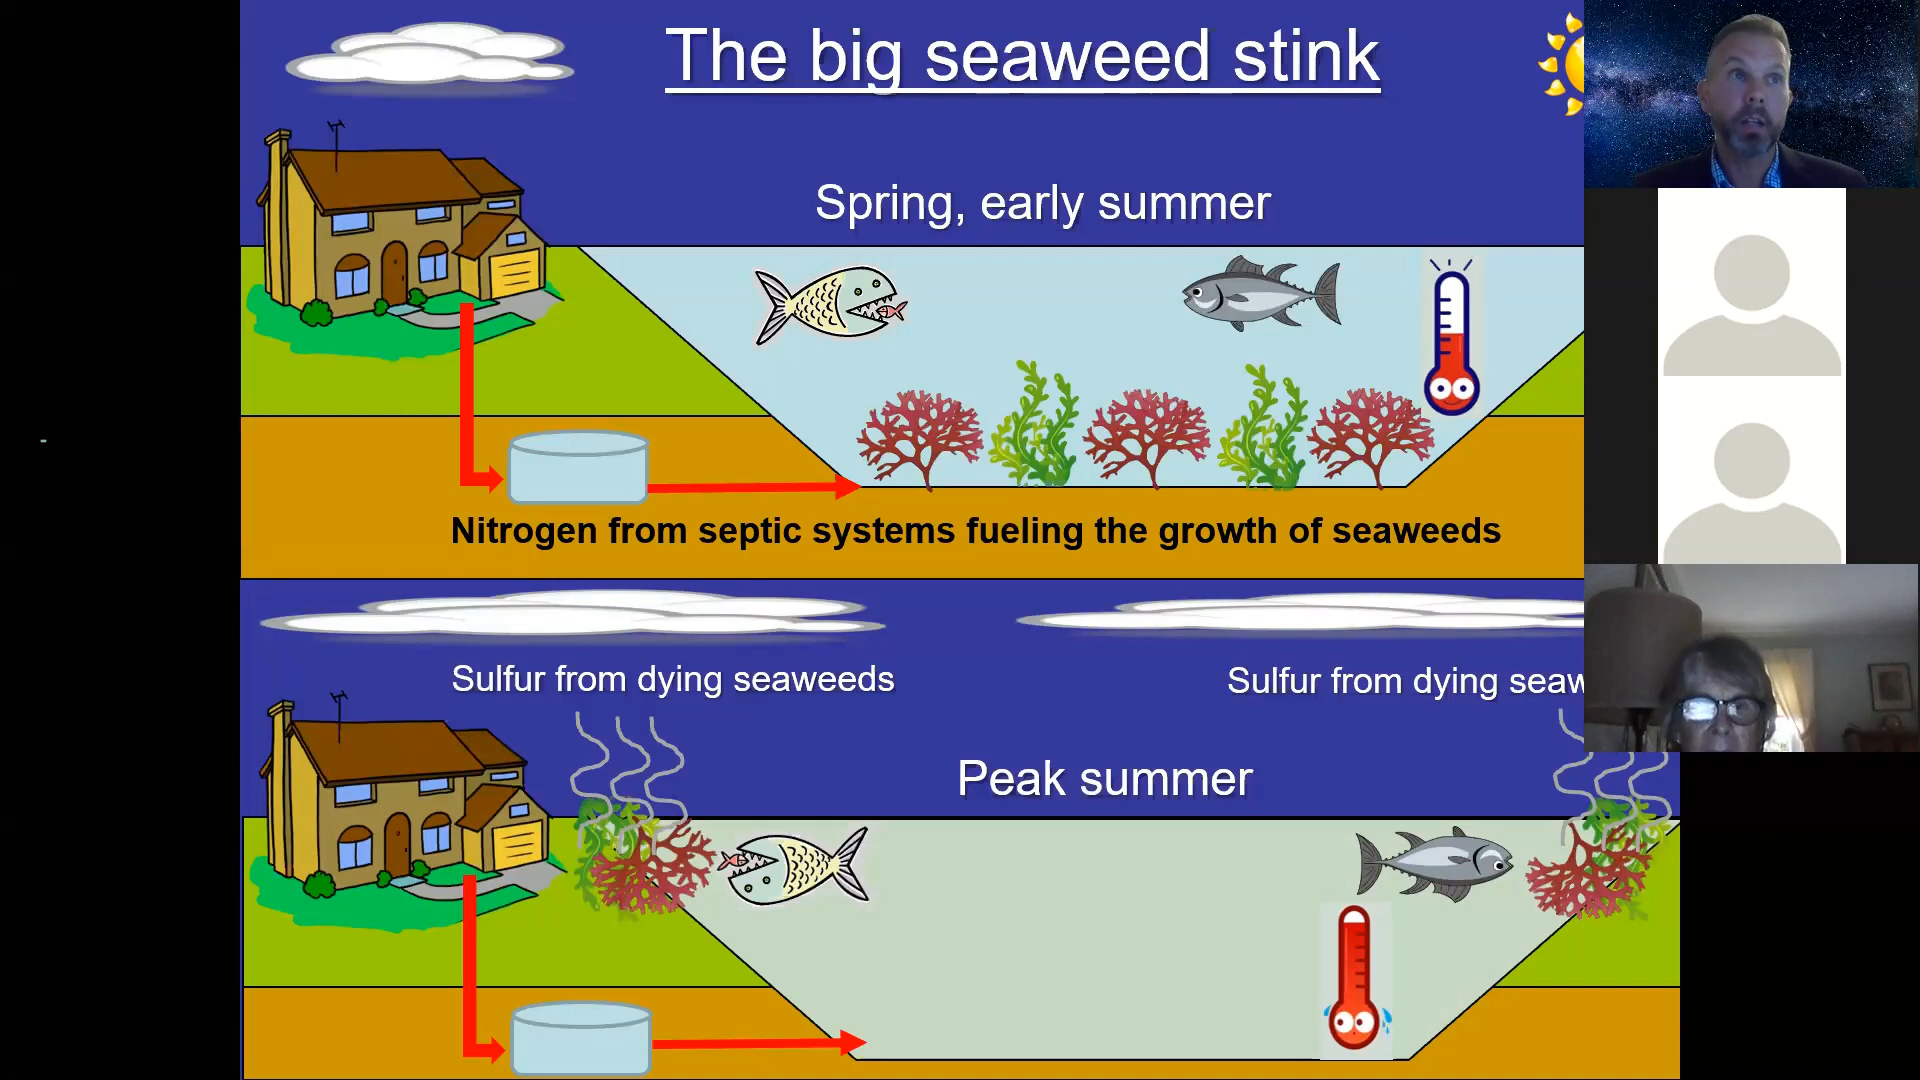 The big seaweed stink
Spring, early summer
Nitrogen from septic systems fueling the growth of seaweeds
Sulfur from dying seaweeds
Sulfur from dying seaw
Peak summer